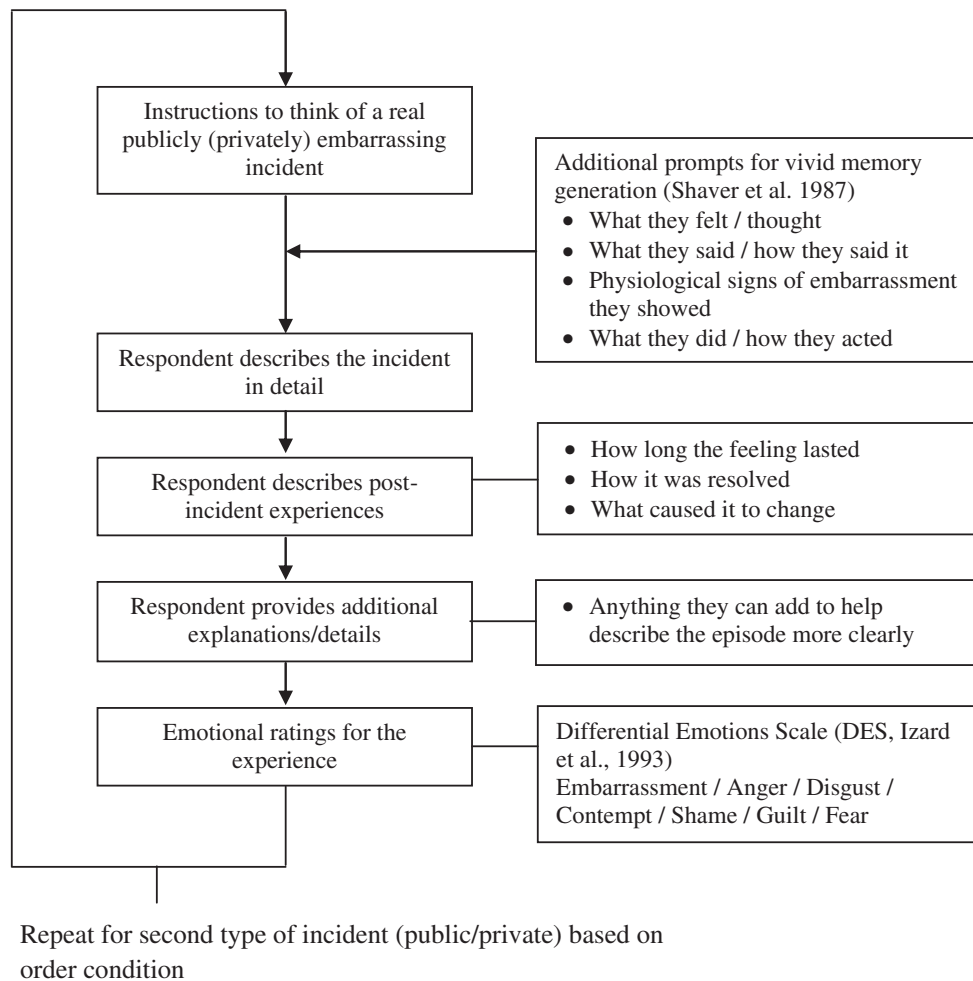 Instructions to think of a real
publicly (privately) embarrassing
incident
Additional prompts for vivid memory
generation (Shaver et al. 1987)
• What they felt / thought
• What they said / how they said it
• Physiological signs of embarrassment
they showed
• What they did / how they acted
Respondent describes the incident
in detail
Respondent describes post-
incident experiences
• How long the feeling lasted
• How it was resolved
• What caused it to change
Respondent provides additional
explanations/details
• Anything they can add to help
describe the episode more clearly
Emotional ratings for the
experience
Differential Emotions Scale (DES, Izard
et al., 1993)
Embarrassment / Anger / Disgust /
Contempt / Shame / Guilt / Fear
Repeat for second type of incident (public/private) based on
order condition